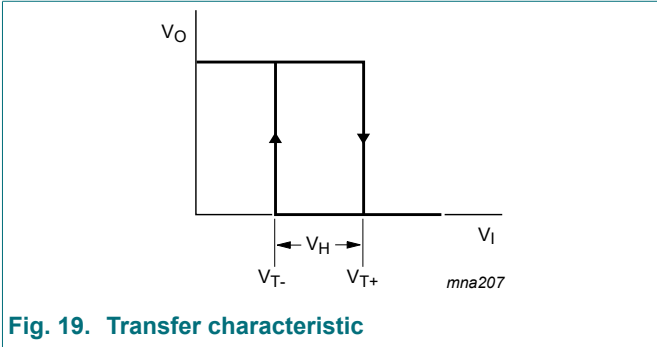 VO
VI
VH
VT- VT+
mna207
Fig. 19. Transfer characteristic